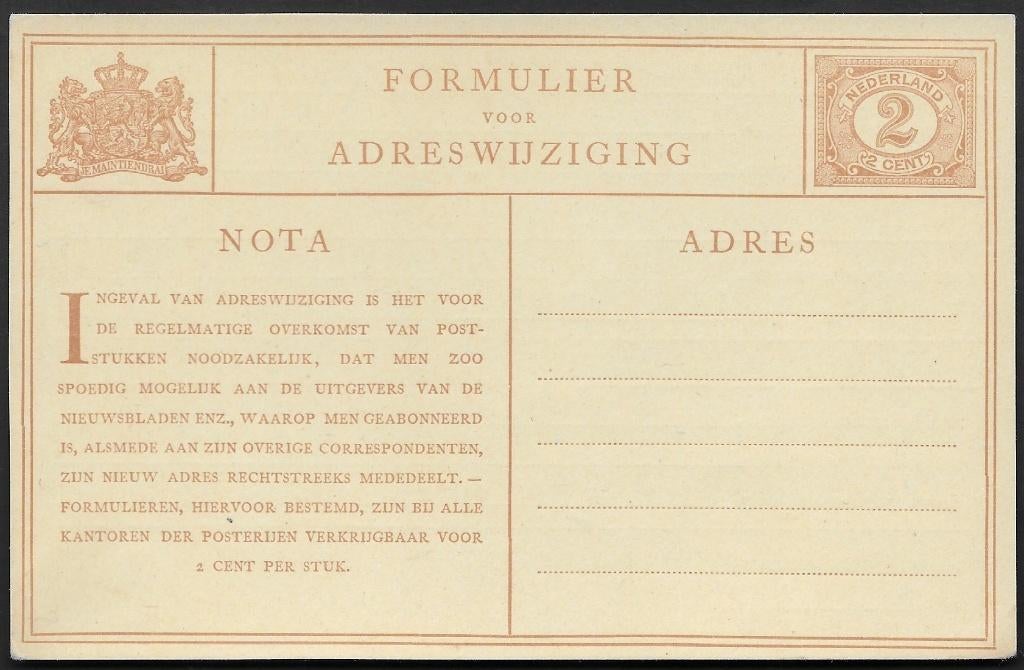 JE MAINTIENDRAI
FORMULIER
VOOR
ADRESWIJZIGING
NEDERLAND
2
2 CENT
NOTA
INGEVAL VAN ADRESWIJZIGING IS HET VOOR
DE REGELMATIGE OVERKOMST VAN POST-
STUKKEN NOODZAKELIJK, DAT MEN ZOO
SPOEDIG MOGELIJK AAN DE UITGEVERS VAN DE
NIEUWSBLADEN ENZ., WAAROP MEN GEABONNEERD
IS, ALSMEDE AAN ZIJN OVERIGE CORRESPONDENTEN,
ZIJN NIEUW ADRES RECHTSTREEKS MEDEDEELT. —
FORMULIEREN, HIERVOOR BESTEMD, ZIJN BIJ ALLE
KANTOREN DER POSTERIJEN VERKRIJGBAAR VOOR
2 CENT PER STUK.
ADRES